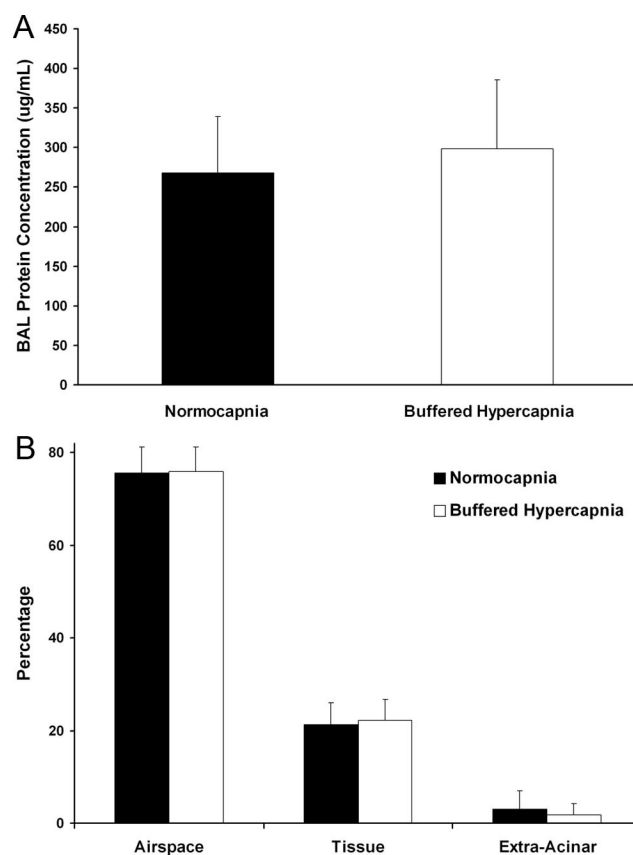 A
BAL Protein Concentration (ug/mL)
450
400
350
300
250
200
150
100
50
0
Normocapnia
Buffered Hypercapnia
B
Percentage
80
60
40
20
0
Normocapnia
Buffered Hypercapnia
Airspace
Tissue
Extra-Acinar